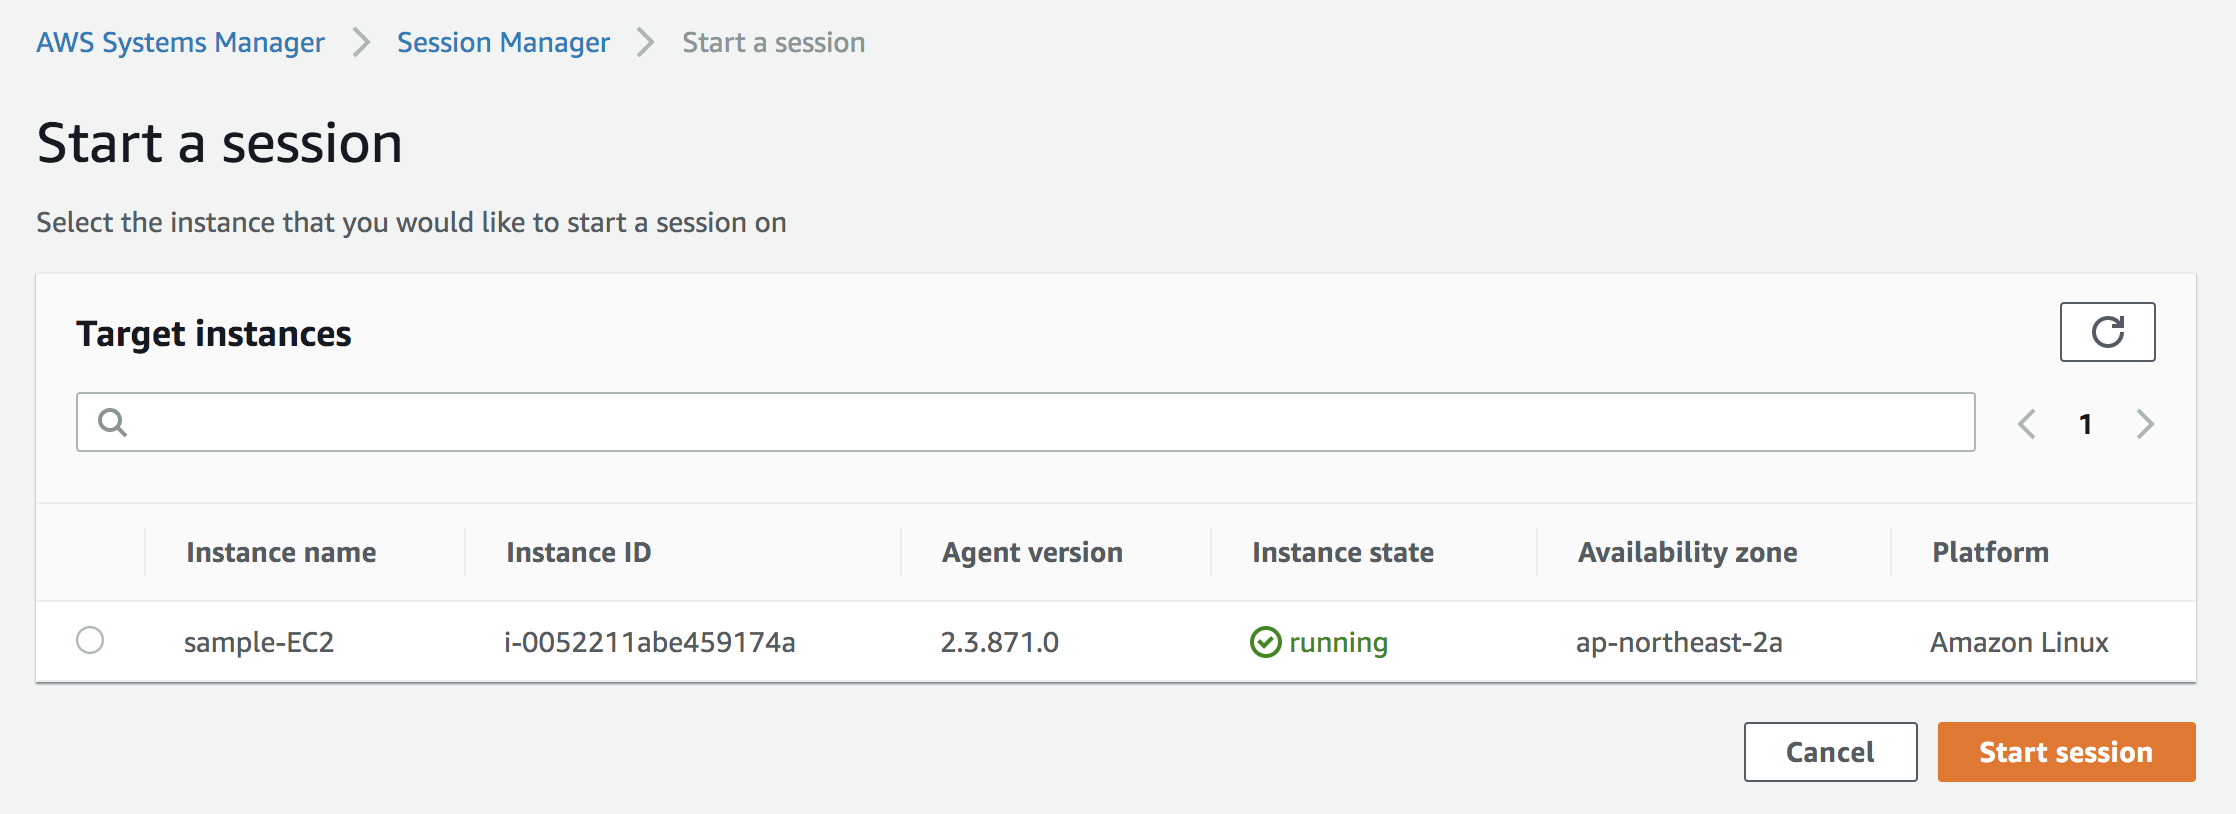 AWS Systems Manager Session Manager Start a session
Start a session
Select the instance that you would like to start a session on
Target instances
1
Instance name Instance ID Agent version Instance state Availability zone Platform
sample-EC2 i-0052211abe459174a 2.3.871.0 running ap-northeast-2a Amazon Linux
Cancel Start session